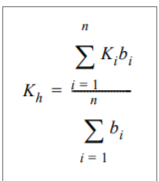 n
∑ K_i b_i
K_h = i = 1
n
∑ b_i
i = 1